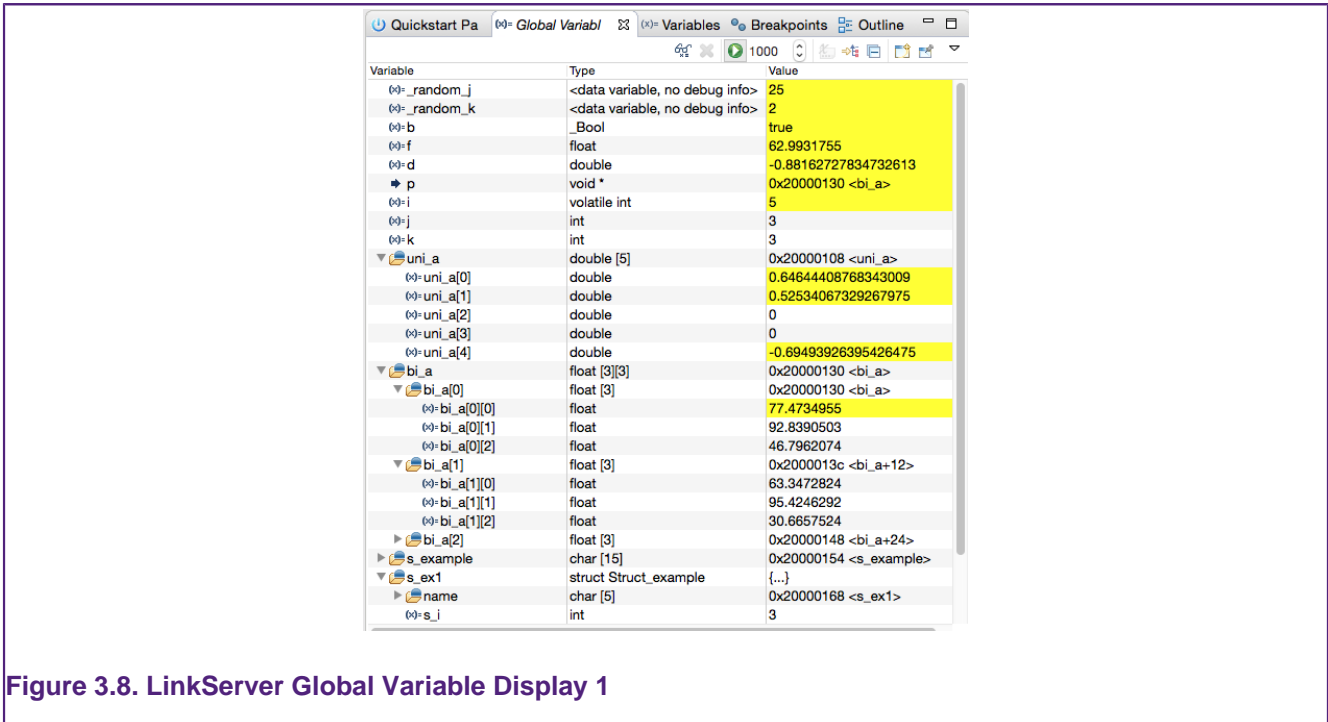 Quickstart Pa (x)= Global Variabl (x)= Variables Breakpoints Outline
1000
Variable Type Value
(x)= _random_j <data variable, no debug info> 25
(x)= _random_k <data variable, no debug info> 2
(x)= b _Bool true
(x)= f float 62.9931755
(x)= d double -0.88162727834732613
p void * 0x20000130 <bi_a>
(x)= i volatile int 5
(x)= j int 3
(x)= k int 3
uni_a double [5] 0x20000108 <uni_a>
(x)= uni_a[0] double 0.64644408768343009
(x)= uni_a[1] double 0.52534067329267975
(x)= uni_a[2] double 0
(x)= uni_a[3] double 0
(x)= uni_a[4] double -0.69493926395426475
bi_a float [3][3] 0x20000130 <bi_a>
bi_a[0] float [3] 0x20000130 <bi_a>
(x)= bi_a[0][0] float 77.4734955
(x)= bi_a[0][1] float 92.8390503
(x)= bi_a[0][2] float 46.7962074
bi_a[1] float [3] 0x2000013c <bi_a+12>
(x)= bi_a[1][0] float 63.3472824
(x)= bi_a[1][1] float 95.4246292
(x)= bi_a[1][2] float 30.6657524
bi_a[2] float [3] 0x20000148 <bi_a+24>
s_example char [15] 0x20000154 <s_example>
s_ex1 struct Struct_example {...}
name char [5] 0x20000168 <s_ex1>
(x)= s_i int 3
Figure 3.8. LinkServer Global Variable Display 1